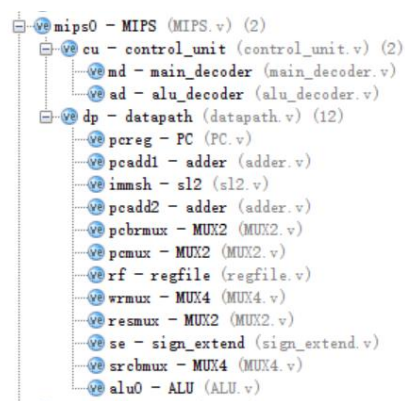 mips0 - MIPS (MIPS.v) (2)
cu - control_unit (control_unit.v) (2)
md - main_decoder (main_decoder.v)
ad - alu_decoder (alu_decoder.v)
dp - datapath (datapath.v) (12)
pcreg - PC (PC.v)
pcadd1 - adder (adder.v)
immsh - sl2 (sl2.v)
pcadd2 - adder (adder.v)
pcbrmux - MUX2 (MUX2.v)
pcmux - MUX2 (MUX2.v)
rf - regfile (regfile.v)
wrmux - MUX4 (MUX4.v)
resmux - MUX2 (MUX2.v)
se - sign_extend (sign_extend.v)
srcbmux - MUX4 (MUX4.v)
alu0 - ALU (ALU.v)